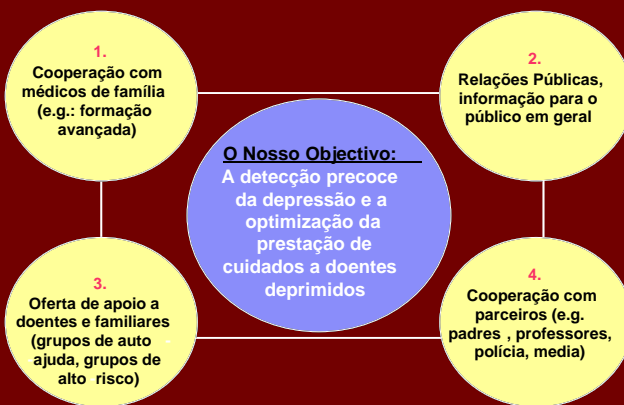 1.
Cooperação com
médicos de família
(e.g.: formação
avançada)
2.
Relações Públicas,
informação para o
público em geral
O Nosso Objectivo:
A detecção precoce
da depressão e a
optimização da
prestação de
cuidados a doentes
deprimidos
3.
Oferta de apoio a
doentes e familiares
(grupos de auto
ajuda, grupos de
alto risco)
4.
Cooperação com
parceiros (e.g.
padres , professores,
polícia, media)